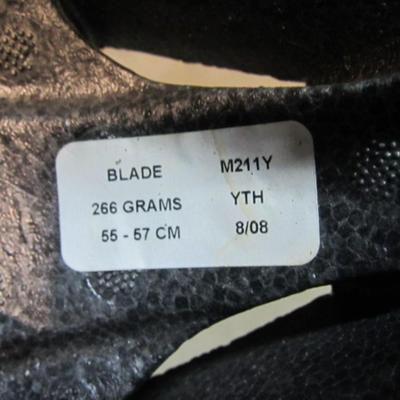 BLADE M211Y
266 GRAMS YTH
55 - 57 CM 8/08